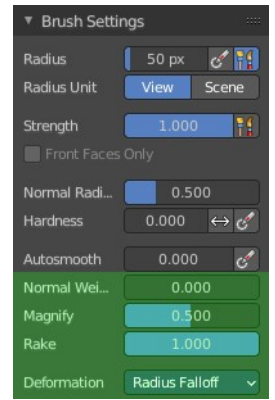 Brush Settings
Radius 50 px
Radius Unit View Scene
Strength 1.000
Front Faces Only
Normal Radi... 0.500
Hardness 0.000
Autosmooth 0.000
Normal Wei... 0.000
Magnify 0.500
Rake 1.000
Deformation Radius Falloff